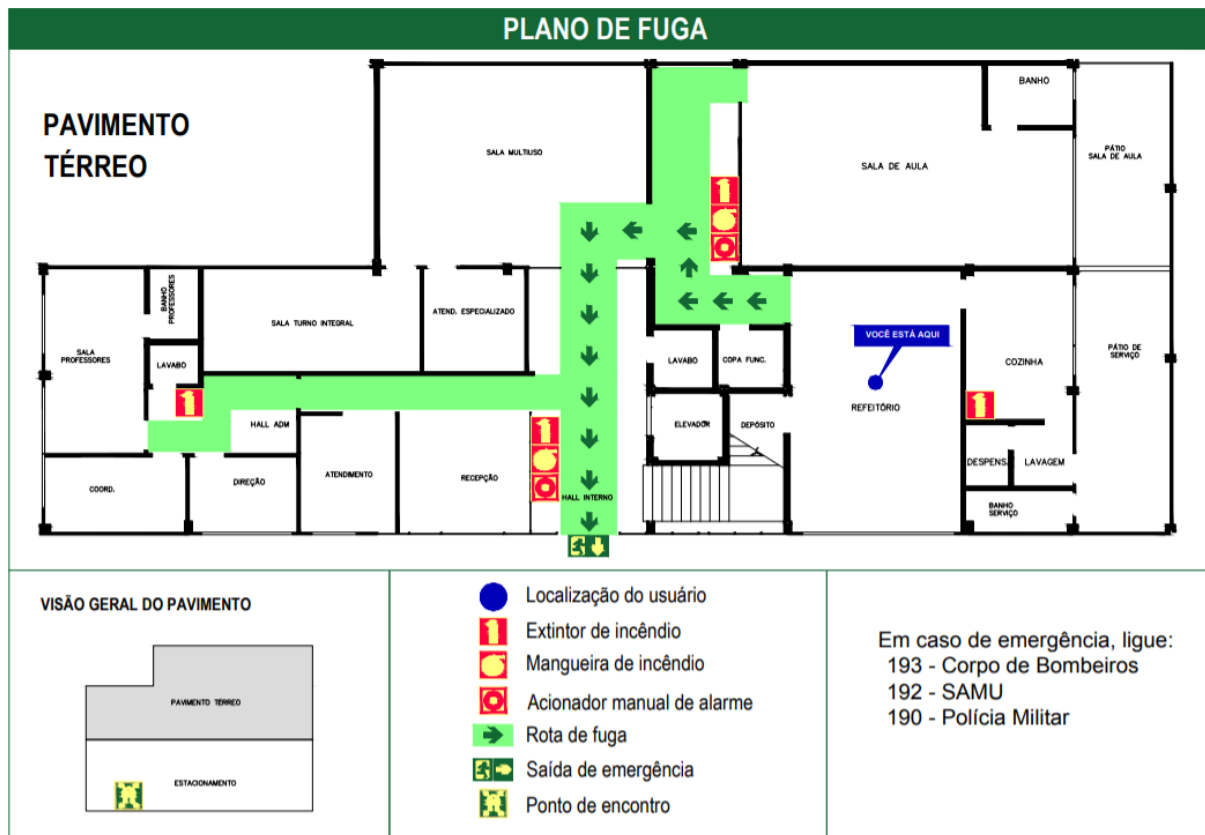 PLANO DE FUGA
PAVIMENTO
TÉRREO
BANHO
SALA MULTIUSO
SALA DE AULA
PÁTIO
SALA DE AULA
BANHO
PROFESSORES
ATEND. ESPECIALIZADO
SALA TURNO INTEGRAL
VOCÊ ESTÁ AQUI
SALA
PROFESSORES
LAVABO
LAVABO
COPA FUNC.
COZINHA
PÁTIO DE
SERVIÇO
REFEITÓRIO
HALL ADM
ELEVADOR
DEPÓSITO
COORD.
DIREÇÃO
ATENDIMENTO
RECEPÇÃO
HALL INTERNO
DESPENS.
LAVAGEM
BANHO
SERVIÇO
VISÃO GERAL DO PAVIMENTO
PAVIMENTO TÉRREO
ESTACIONAMENTO
Localização do usuário
Extintor de incêndio
Mangueira de incêndio
Acionador manual de alarme
Rota de fuga
Saída de emergência
Ponto de encontro
Em caso de emergência, ligue:
193 - Corpo de Bombeiros
192 - SAMU
190 - Polícia Militar